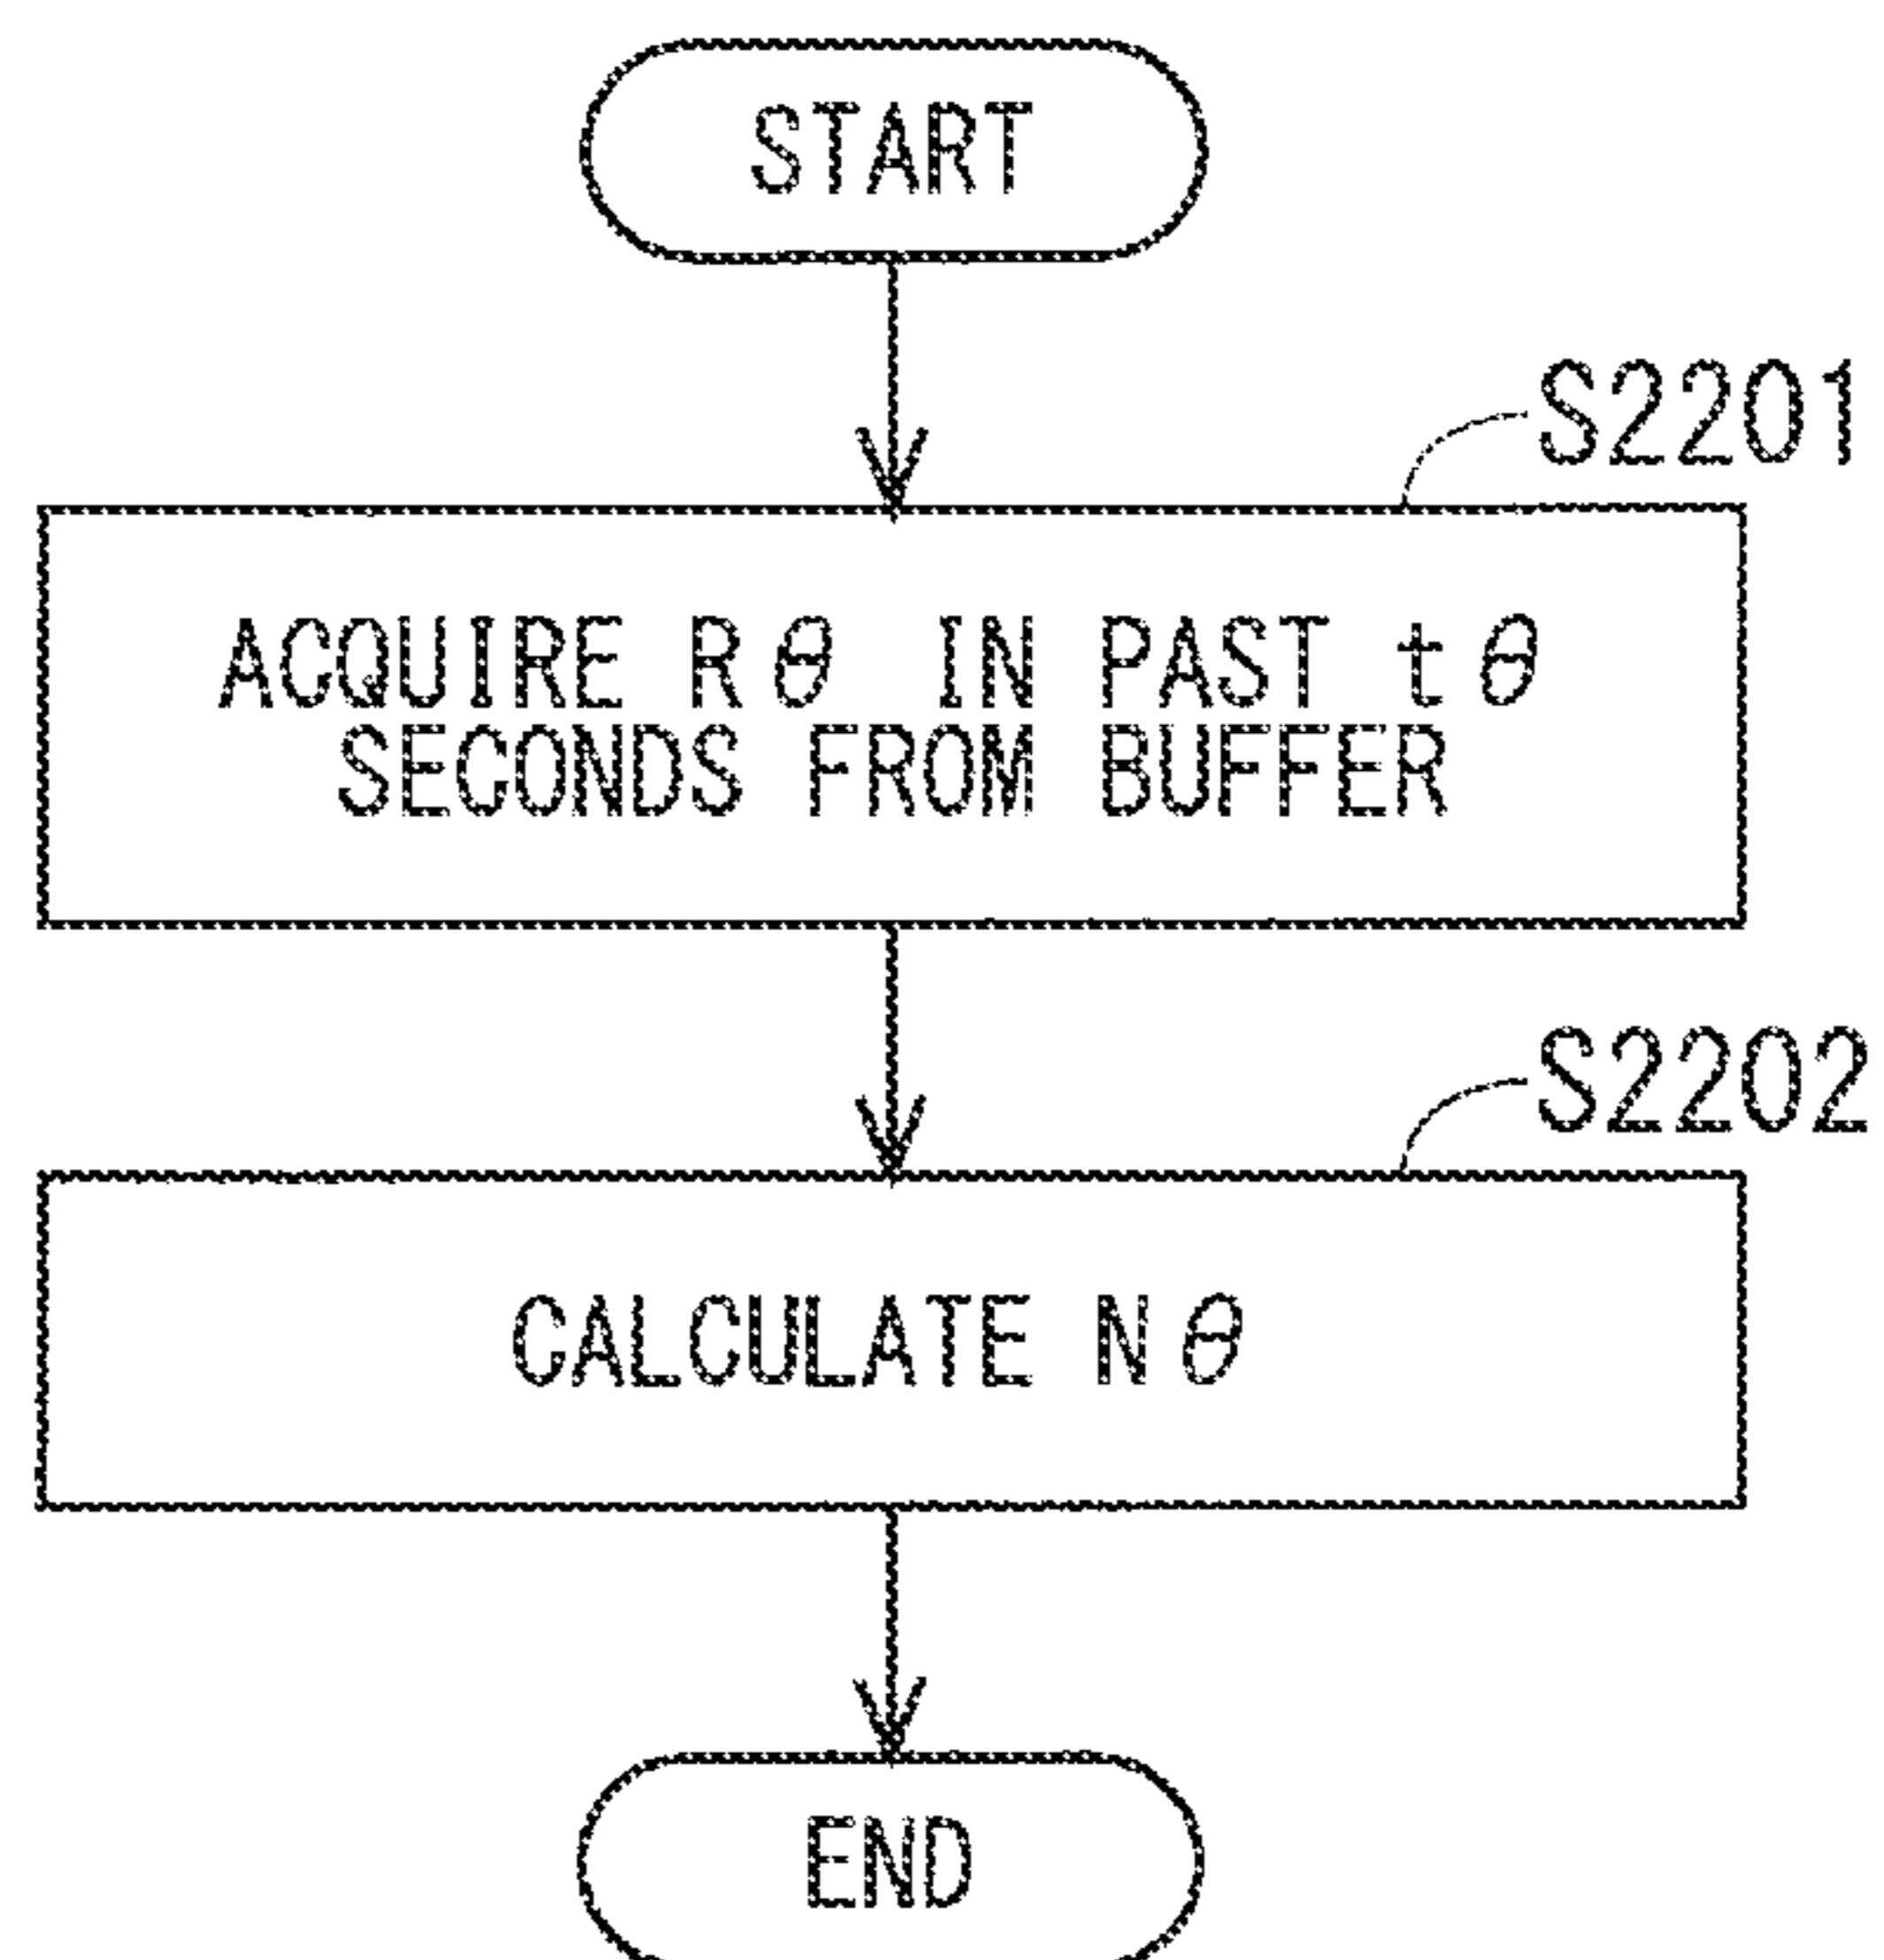 START
S2201
ACQUIRE Rθ IN PAST tθ
SECONDS FROM BUFFER
S2202
CALCULATE Nθ
END